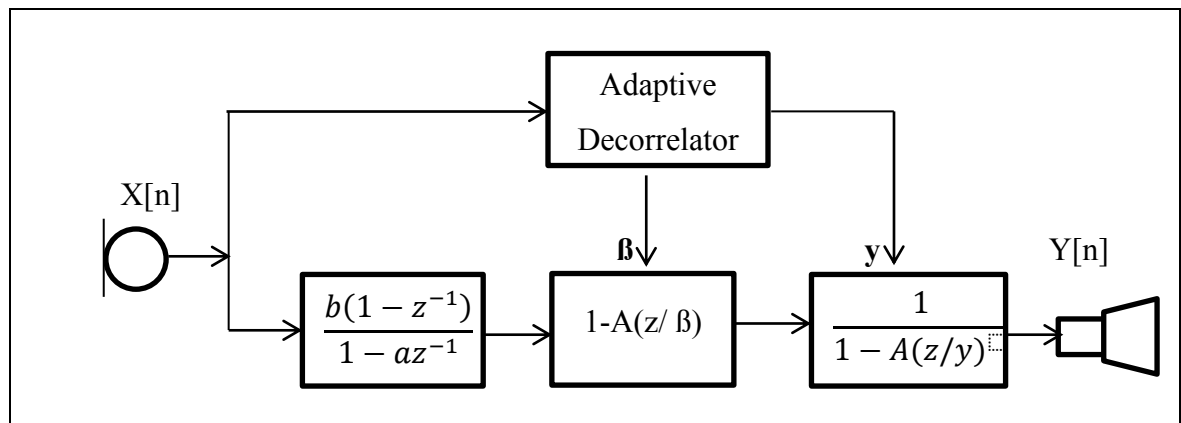 Adaptive
Decorrelator
X[n]
ß
y
Y[n]
b(1 − z⁻¹)
1 − az⁻¹
1-A(z/ ß)
1
1 − A(z/y)